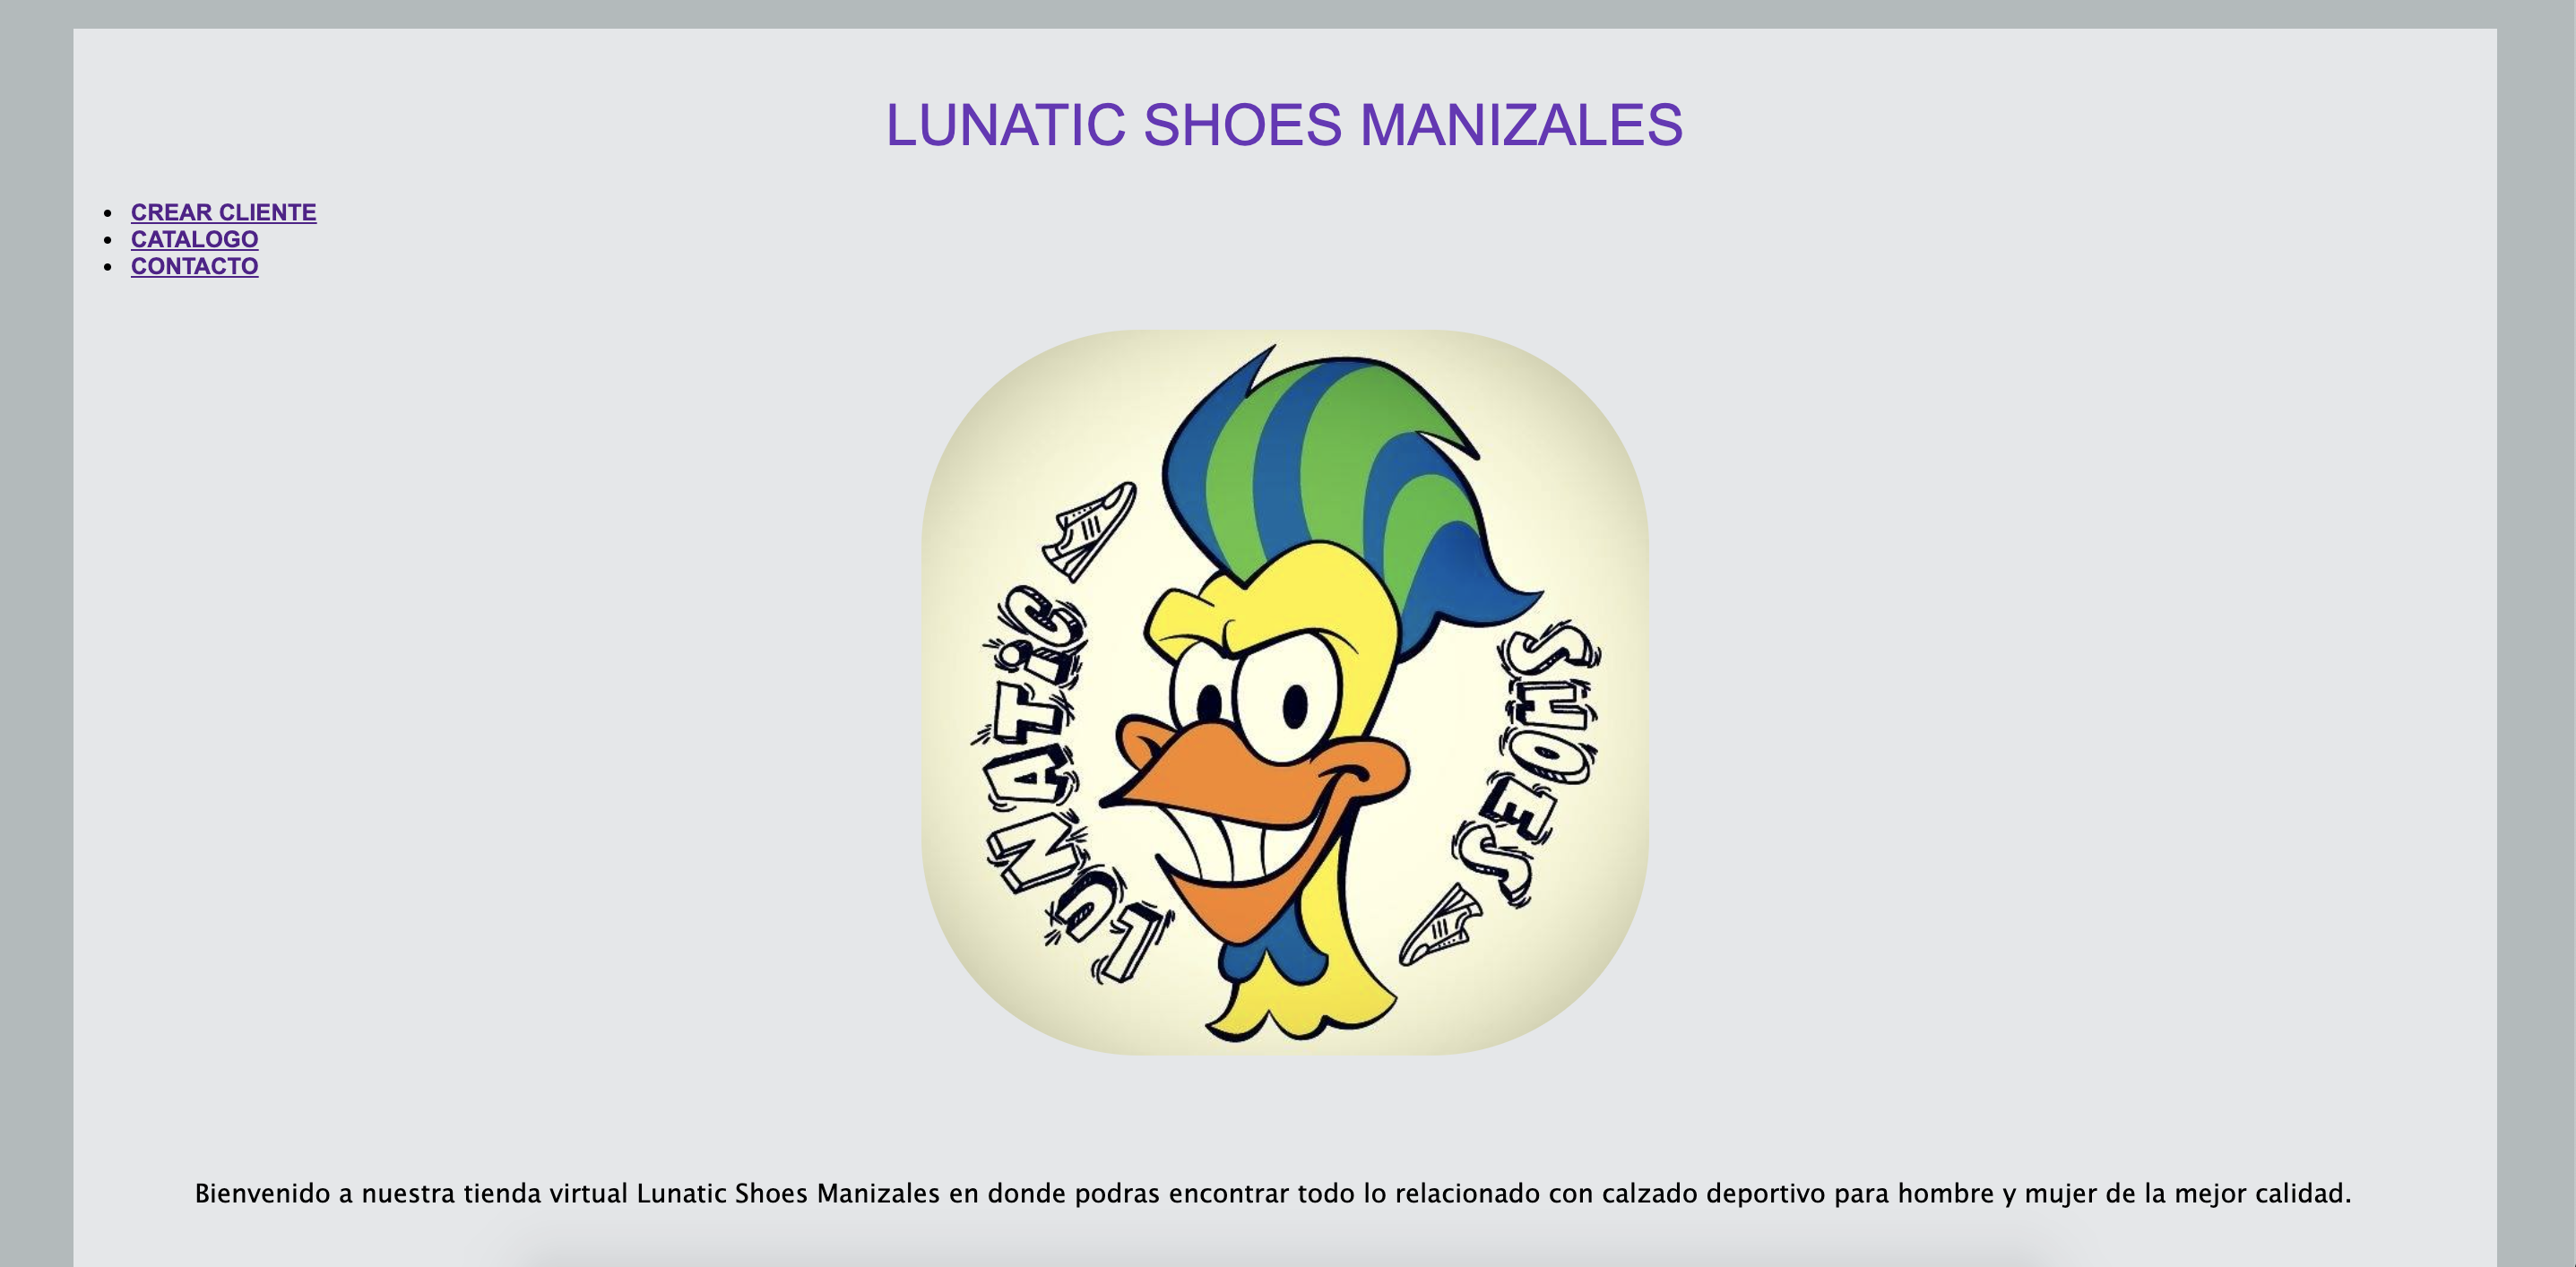 LUNATIC SHOES MANIZALES
CREAR CLIENTE
CATALOGO
CONTACTO
LUNATiC
SHOES
Bienvenido a nuestra tienda virtual Lunatic Shoes Manizales en donde podras encontrar todo lo relacionado con calzado deportivo para hombre y mujer de la mejor calidad.